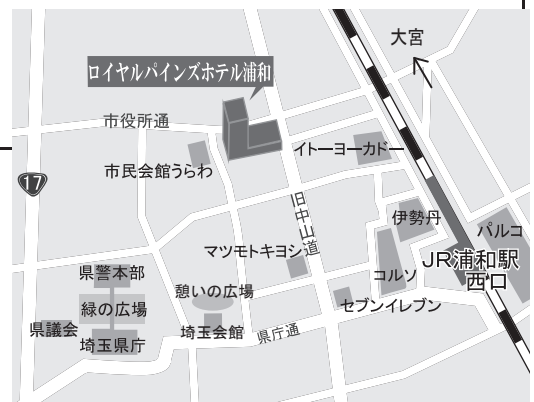 大宮
ロイヤルパインズホテル浦和
市役所通
イトーヨーカドー
市民会館うらわ
17
旧中山道
伊勢丹
パルコ
マツモトキヨシ
JR浦和駅
西口
県警本部
コルソ
憩いの広場
緑の広場
セブンイレブン
県議会
埼玉会館
県庁通
埼玉県庁